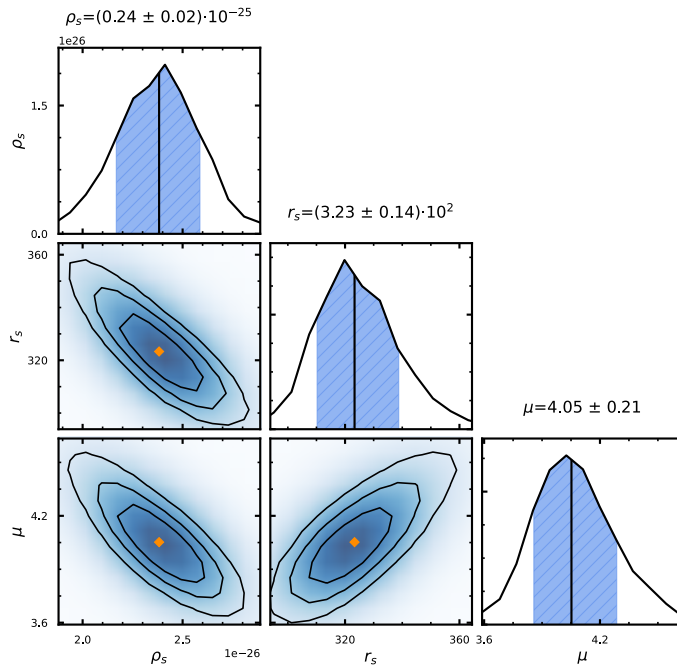 ρₛ=(0.24 ± 0.02)·10⁻²⁵
1e26
1.5
0.0
ρₛ
rₛ=(3.23 ± 0.14)·10²
360
320
rₛ
μ=4.05 ± 0.21
4.2
3.6
μ
2.0 2.5
1e−26
ρₛ
320 360
rₛ
3.6 4.2
μ